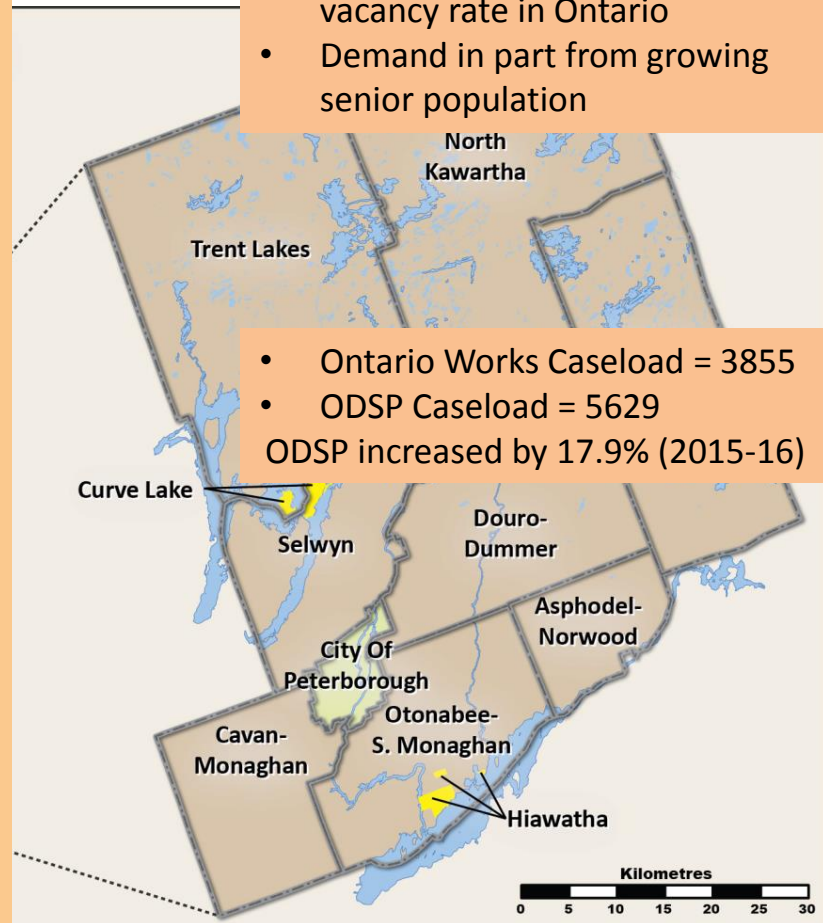 vacancy rate in Ontario
• Demand in part from growing
senior population
North
Kawartha
Trent Lakes
• Ontario Works Caseload = 3855
• ODSP Caseload = 5629
ODSP increased by 17.9% (2015-16)
Curve Lake
Selwyn
Douro-
Dummer
Asphodel-
Norwood
City Of
Peterborough
Otonabee-
S. Monaghan
Cavan-
Monaghan
Hiawatha
Kilometres
0 5 10 15 20 25 30